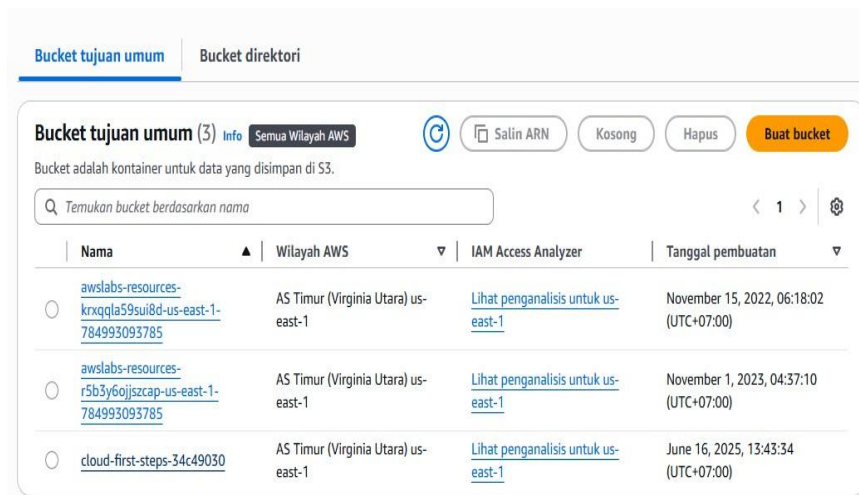 Bucket tujuan umum
Bucket direktori
Bucket tujuan umum (3) Info Semua Wilayah AWS
Salin ARN
Kosong
Hapus
Buat bucket
Bucket adalah kontainer untuk data yang disimpan di S3.
Temukan bucket berdasarkan nama
1
Nama
Wilayah AWS
IAM Access Analyzer
Tanggal pembuatan
awslabs-resources-
krxqqla59sui8d-us-east-1-
784993093785
AS Timur (Virginia Utara) us-
east-1
Lihat penganalisis untuk us-
east-1
November 15, 2022, 06:18:02
(UTC+07:00)
awslabs-resources-
r5b3y6ojjszcap-us-east-1-
784993093785
AS Timur (Virginia Utara) us-
east-1
Lihat penganalisis untuk us-
east-1
November 1, 2023, 04:37:10
(UTC+07:00)
cloud-first-steps-34c49030
AS Timur (Virginia Utara) us-
east-1
Lihat penganalisis untuk us-
east-1
June 16, 2025, 13:43:34
(UTC+07:00)